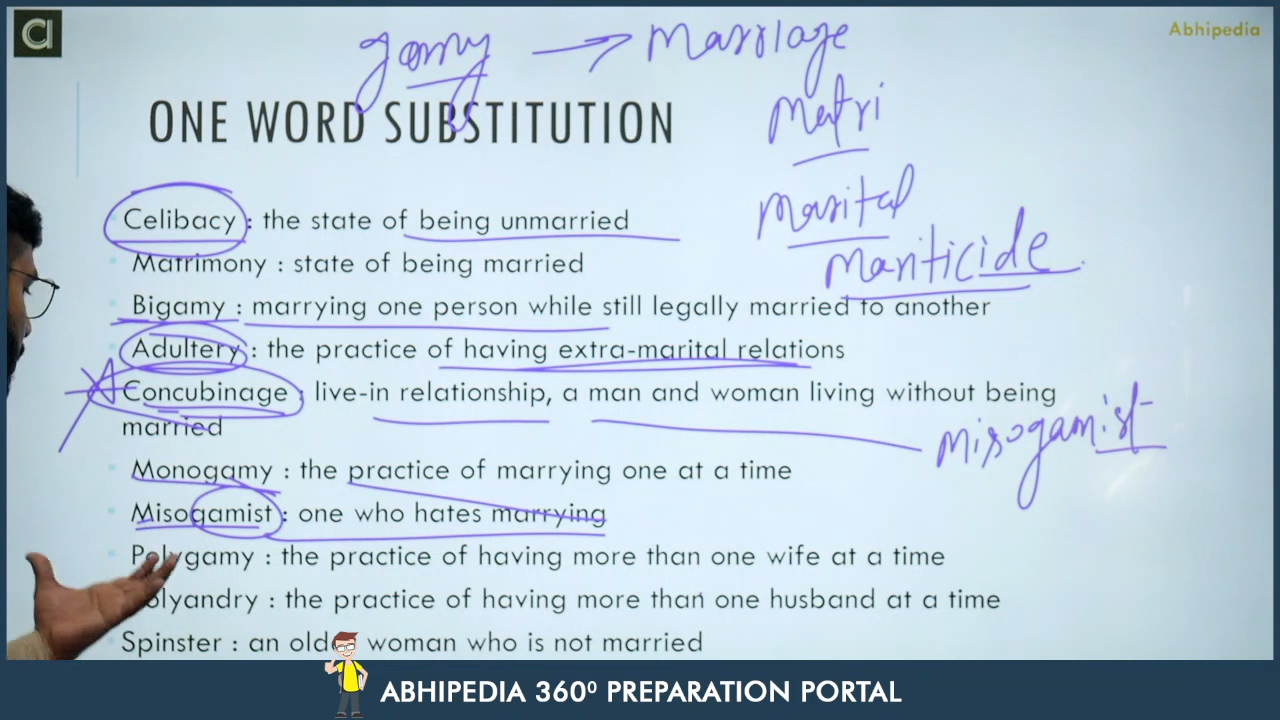 Abhipedia
gamy → Marriage
Matri
ONE WORD SUBSTITUTION
Marital
Celibacy : the state of being unmarried
Mariticide
Matrimony : state of being married
Bigamy : marrying one person while still legally married to another
Adultery : the practice of having extra-marital relations
Concubinage : live-in relationship, a man and woman living without being
married
Misogamist
Monogamy : the practice of marrying one at a time
Misogamist : one who hates marrying
Polygamy : the practice of having more than one wife at a time
Polyandry : the practice of having more than one husband at a time
Spinster : an older woman who is not married
ABHIPEDIA 360⁰ PREPARATION PORTAL